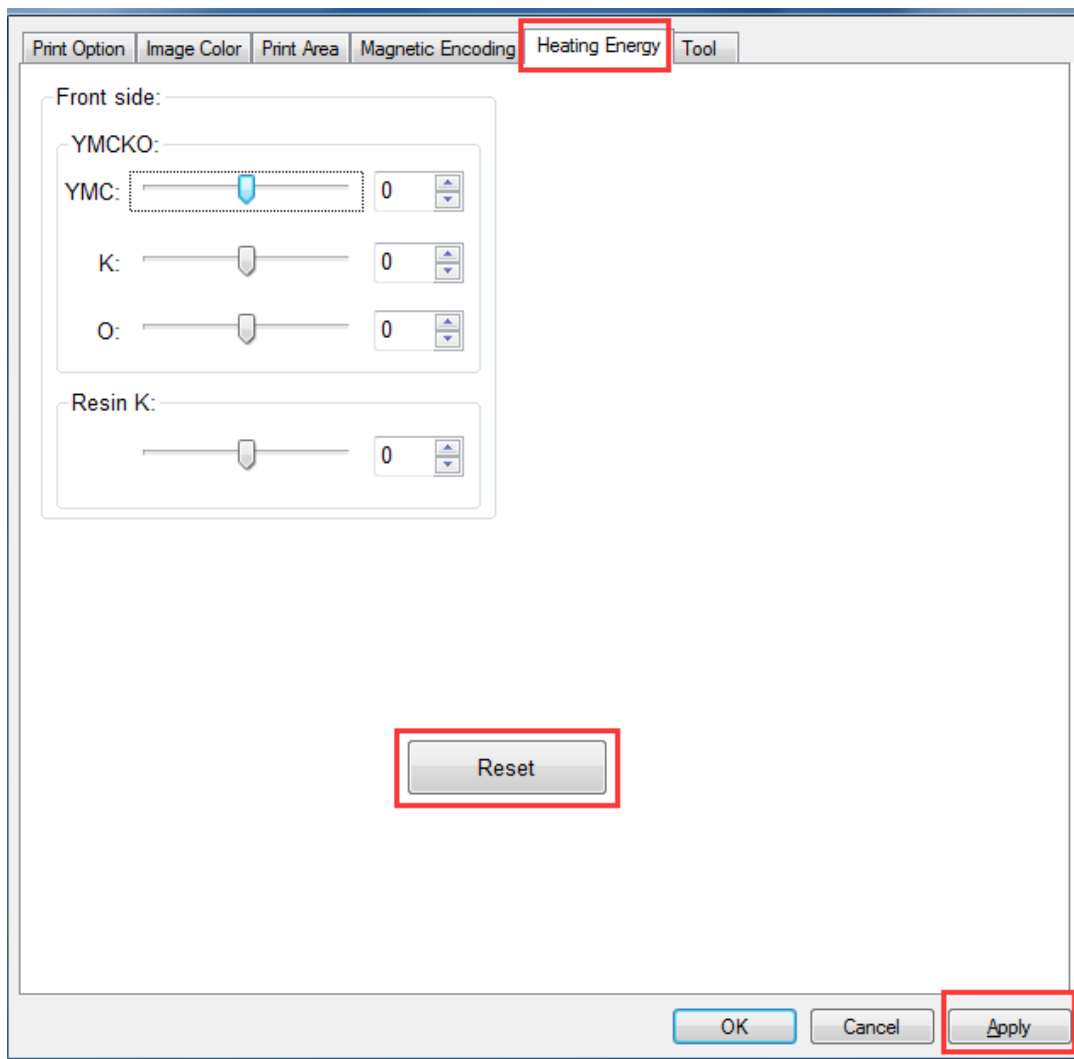 Print Option Image Color Print Area Magnetic Encoding Heating Energy Tool
Front side:
YMCKO:
YMC: 0
K: 0
O: 0
Resin K:
0
Reset
OK Cancel Apply